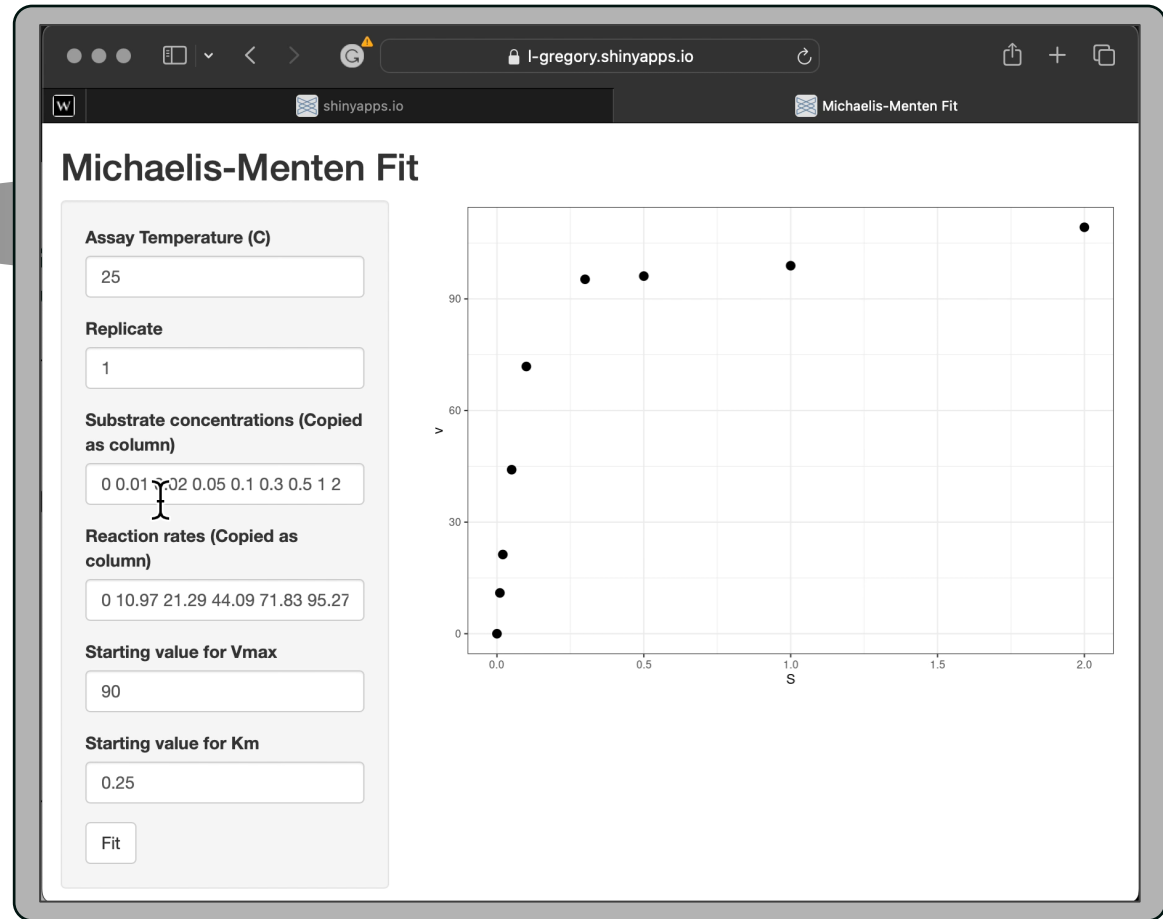 l-gregory.shinyapps.io
W
shinyapps.io
Michaelis-Menten Fit
Michaelis-Menten Fit
Assay Temperature (C)
25
Replicate
1
Substrate concentrations (Copied
as column)
0 0.01 0.02 0.05 0.1 0.3 0.5 1 2
Reaction rates (Copied as
column)
0 10.97 21.29 44.09 71.83 95.27
Starting value for Vmax
90
Starting value for Km
0.25
Fit
v
90
60
30
0
0.0 0.5 1.0 1.5 2.0
S